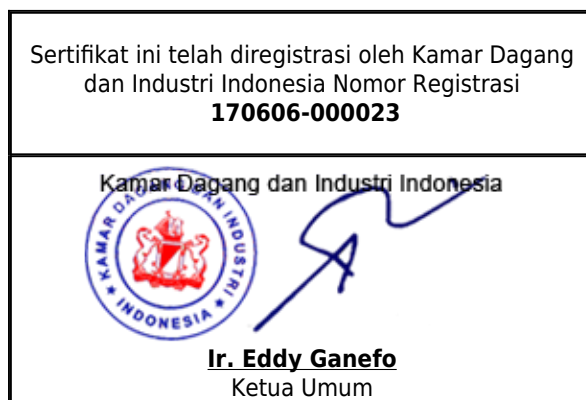 Sertifikat ini telah diregistrasi oleh Kamar Dagang
dan Industri Indonesia Nomor Registrasi
170606-000023
Kamar Dagang dan Industri Indonesia
KAMAR DAGANG DAN INDUSTRI
INDONESIA
Ir. Eddy Ganefo
Ketua Umum